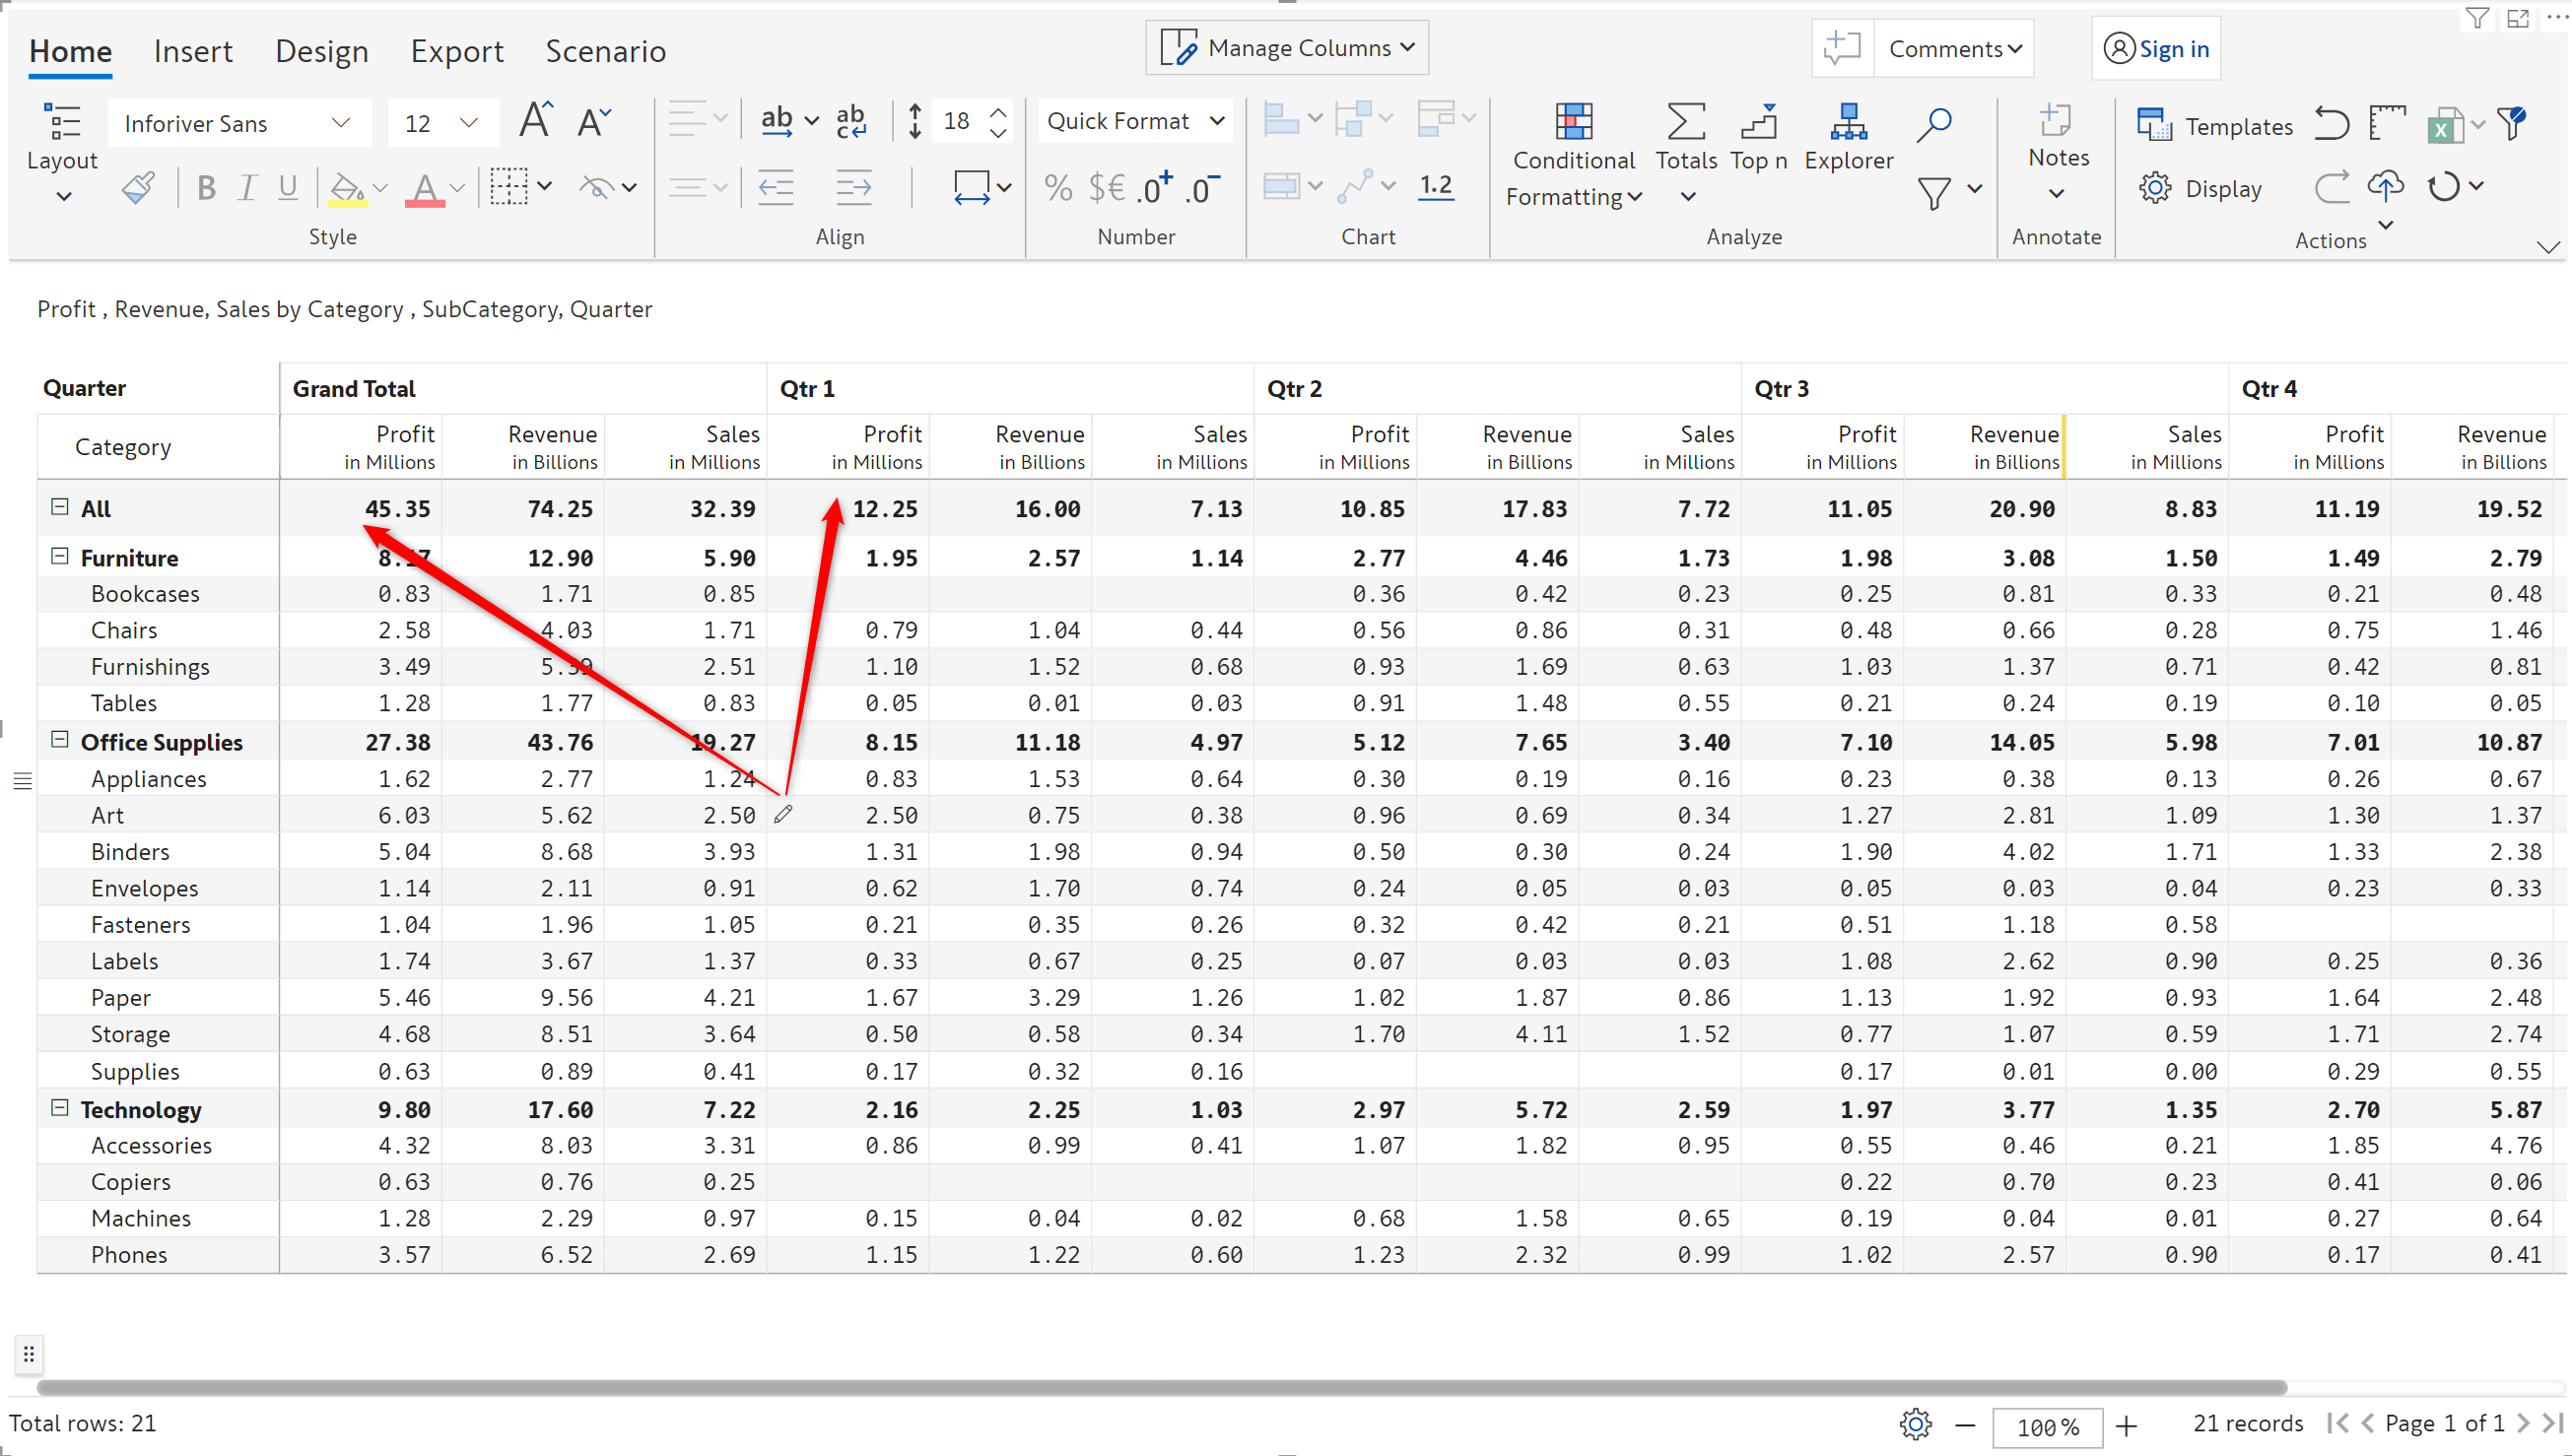 Home Insert Design Export Scenario Manage Columns Comments Sign in
Layout Inforiver Sans 12 ab ab c 18 Quick Format Conditional Formatting Totals Top n Explorer Notes Templates
B I U A % $€ .0+ .0- 1.2 Display
Style Align Number Chart Analyze Annotate Actions
Profit , Revenue, Sales by Category , SubCategory, Quarter
Quarter Grand Total Qtr 1 Qtr 2 Qtr 3 Qtr 4
Category Profit Revenue Sales Profit Revenue Sales Profit Revenue Sales Profit Revenue Sales Profit Revenue
in Millions in Billions in Millions in Millions in Billions in Millions in Millions in Billions in Millions in Millions in Billions in Millions in Millions in Billions
All 45.35 74.25 32.39 12.25 16.00 7.13 10.85 17.83 7.72 11.05 20.90 8.83 11.19 19.52
Furniture 12.90 5.90 1.95 2.57 1.14 2.77 4.46 1.73 1.98 3.08 1.50 1.49 2.79
Bookcases 0.83 1.71 0.85 0.36 0.42 0.23 0.25 0.81 0.33 0.21 0.48
Chairs 2.58 4.03 1.71 0.79 1.04 0.44 0.56 0.86 0.31 0.48 0.66 0.28 0.75 1.46
Furnishings 3.49 5.39 2.51 1.10 1.52 0.68 0.93 1.69 0.63 1.03 1.37 0.71 0.42 0.81
Tables 1.28 1.77 0.83 0.05 0.01 0.03 0.91 1.48 0.55 0.21 0.24 0.19 0.10 0.05
Office Supplies 27.38 43.76 19.27 8.15 11.18 4.97 5.12 7.65 3.40 7.10 14.05 5.98 7.01 10.87
Appliances 1.62 2.77 1.24 0.83 1.53 0.64 0.30 0.19 0.16 0.23 0.38 0.13 0.26 0.67
Art 6.03 5.62 2.50 2.50 0.75 0.38 0.96 0.69 0.34 1.27 2.81 1.09 1.30 1.37
Binders 5.04 8.68 3.93 1.31 1.98 0.94 0.50 0.30 0.24 1.90 4.02 1.71 1.33 2.38
Envelopes 1.14 2.11 0.91 0.62 1.70 0.74 0.24 0.05 0.03 0.05 0.03 0.04 0.23 0.33
Fasteners 1.04 1.96 1.05 0.21 0.35 0.26 0.32 0.42 0.21 0.51 1.18 0.58
Labels 1.74 3.67 1.37 0.33 0.67 0.25 0.07 0.03 0.03 1.08 2.62 0.90 0.25 0.36
Paper 5.46 9.56 4.21 1.67 3.29 1.26 1.02 1.87 0.86 1.13 1.92 0.93 1.64 2.48
Storage 4.68 8.51 3.64 0.50 0.58 0.34 1.70 4.11 1.52 0.77 1.07 0.59 1.71 2.74
Supplies 0.63 0.89 0.41 0.17 0.32 0.16 0.17 0.01 0.00 0.29 0.55
Technology 9.80 17.60 7.22 2.16 2.25 1.03 2.97 5.72 2.59 1.97 3.77 1.35 2.70 5.87
Accessories 4.32 8.03 3.31 0.86 0.99 0.41 1.07 1.82 0.95 0.55 0.46 0.21 1.85 4.76
Copiers 0.63 0.76 0.25 0.22 0.70 0.23 0.41 0.06
Machines 1.28 2.29 0.97 0.15 0.04 0.02 0.68 1.58 0.65 0.19 0.04 0.01 0.27 0.64
Phones 3.57 6.52 2.69 1.15 1.22 0.60 1.23 2.32 0.99 1.02 2.57 0.90 0.17 0.41
Total rows: 21 100% 21 records Page 1 of 1